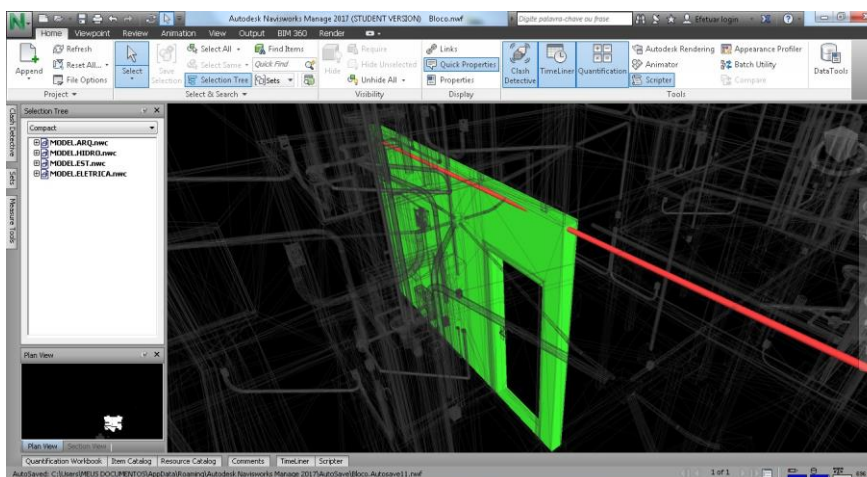 Autodesk Navisworks Manage 2017 (STUDENT VERSION) Bloco.nwf
Digite palavra-chave ou frase
Efetuar login
Home Viewpoint Review Animation View Output BIM 360 Render
Append
Refresh
Reset All...
File Options
Project
Select
Save Selection
Select All
Select Same
Selection Tree
Find Items
Quick Find
Sets
Select & Search
Hide
Require
Hide Unselected
Unhide All
Visibility
Links
Quick Properties
Properties
Display
Clash Detective
TimeLiner
Quantification
Autodesk Rendering
Animator
Scripter
Appearance Profiler
Batch Utility
Compare
Tools
DataTools
Clash Detective
Sets
Measure Tools
Selection Tree
Compact
MODEL.ARQ.nwc
MODEL.HIDRO.nwc
MODEL.EST.nwc
MODEL.ELETRICA.nwc
Plan View
Plan View Section View
Quantification Workbook Item Catalog Resource Catalog Comments TimeLiner Scripter
AutoSaved: C:\Users\MEUS DOCUMENTOS\AppData\Roaming\Autodesk Navisworks Manage 2017\AutoSave\Bloco.Autosave11.nwf
1 of 1